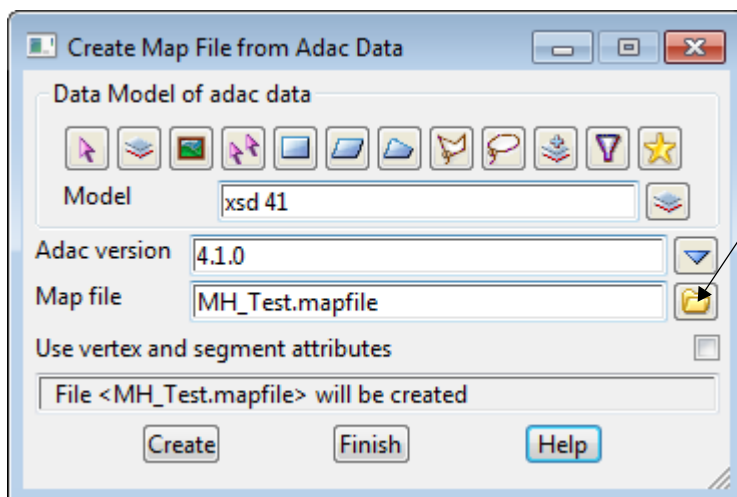 Create Map File from Adac Data
Data Model of adac data
Model xsd 41
Adac version 4.1.0
Map file MH_Test.mapfile
Use vertex and segment attributes
File <MH_Test.mapfile> will be created
Create Finish Help